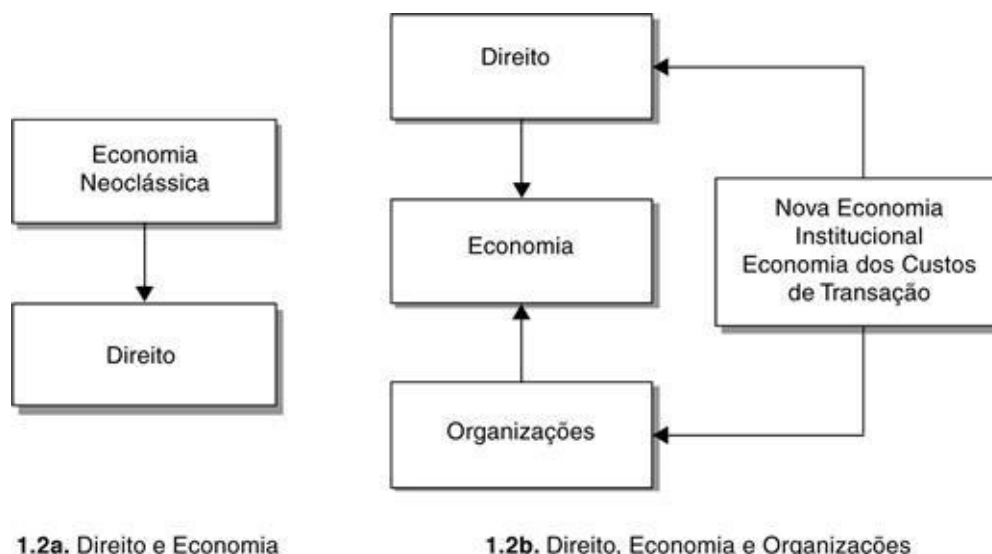 Economia
Neoclássica
Direito
1.2a. Direito e Economia
Direito
Economia
Organizações
Nova Economia
Institucional
Economia dos Custos
de Transação
1.2b. Direito, Economia e Organizações